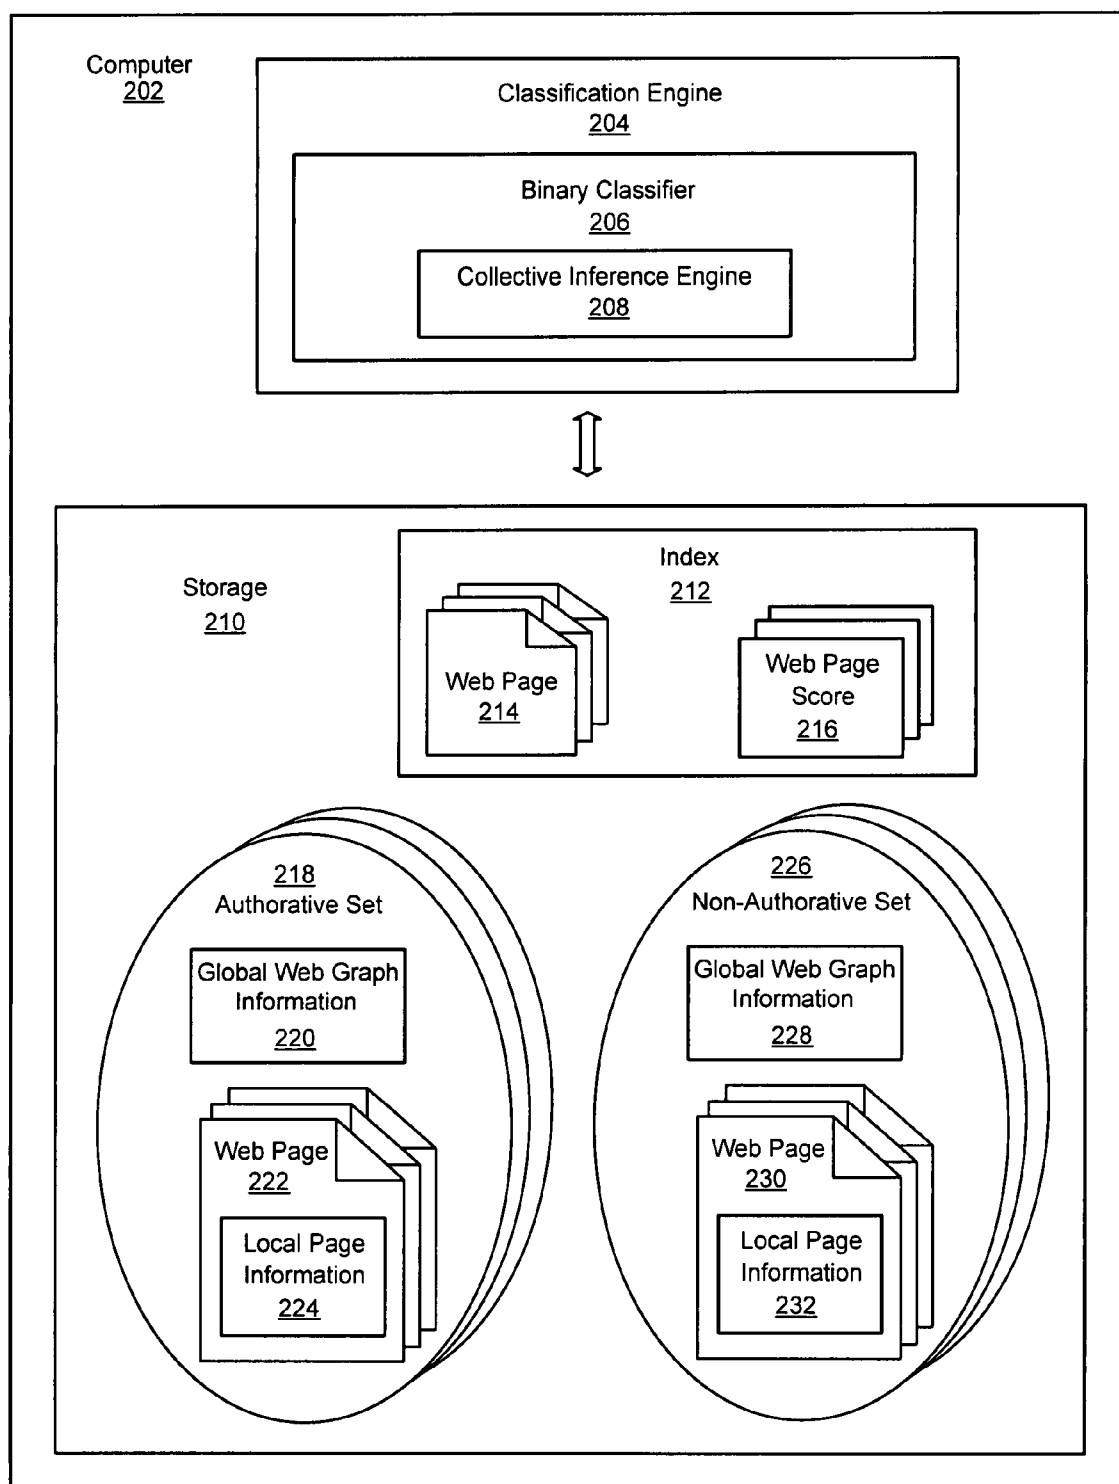 Computer
202
Classification Engine
204
Binary Classifier
206
Collective Inference Engine
208
Storage
210
Index
212
Web Page
214
Web Page
Score
216
218
Authorative Set
Global Web Graph
Information
220
Web Page
222
Local Page
Information
224
226
Non-Authorative Set
Global Web Graph
Information
228
Web Page
230
Local Page
Information
232